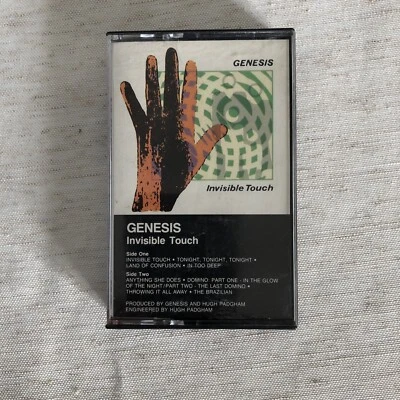 GENESIS
Invisible Touch
GENESIS
Invisible Touch
Side One
INVISIBLE TOUCH • TONIGHT, TONIGHT, TONIGHT •
LAND OF CONFUSION • IN TOO DEEP
Side Two
ANYTHING SHE DOES • DOMINO: PART ONE - IN THE GLOW
OF THE NIGHT/PART TWO - THE LAST DOMINO •
THROWING IT ALL AWAY • THE BRAZILIAN
PRODUCED BY GENESIS AND HUGH PADGHAM
ENGINEERED BY HUGH PADGHAM